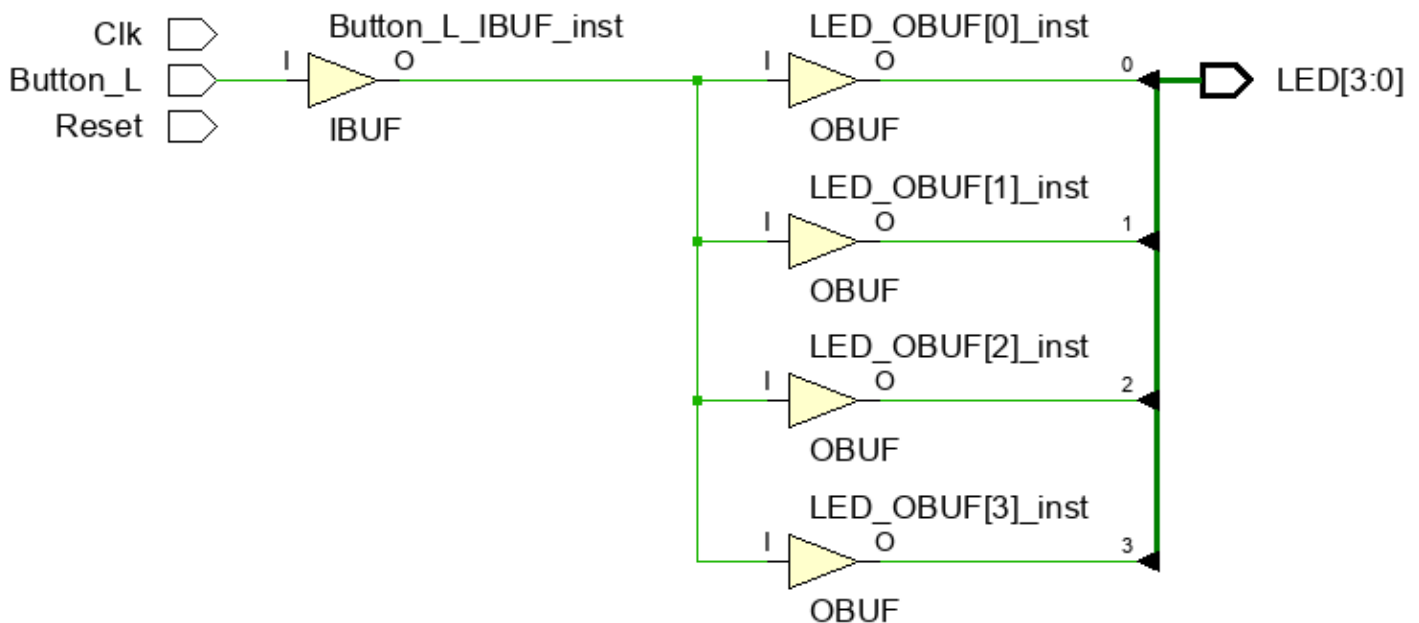 Clk
Button_L
Reset
I
Button_L_IBUF_inst
O
IBUF
LED_OBUF[0]_inst
I
O
OBUF
0
LED[3:0]
LED_OBUF[1]_inst
I
O
OBUF
1
LED_OBUF[2]_inst
I
O
OBUF
2
LED_OBUF[3]_inst
I
O
OBUF
3